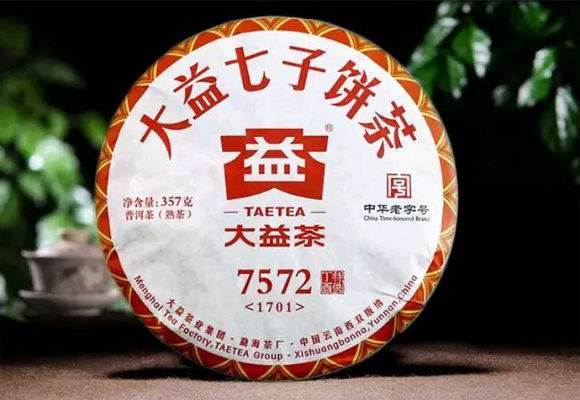 大益七子饼茶
益
®
TAETEA
大益茶
净含量:357克
普洱茶(熟茶)
中华老字号
China Time-honored Brand
7572
<1701>
大益茶业集团·勐海茶厂·中国云南西双版纳
Menghai Tea Factory,TAETEA Group·Xishuangbanna,Yunnan,China